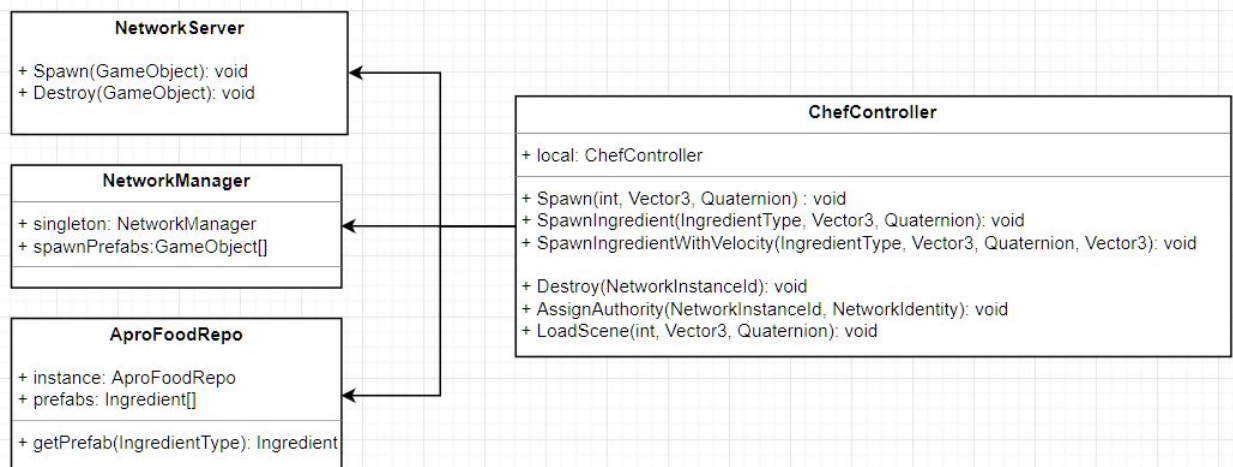 NetworkServer
+ Spawn(GameObject): void
+ Destroy(GameObject): void
NetworkManager
+ singleton: NetworkManager
+ spawnPrefabs:GameObject[]
AproFoodRepo
+ instance: AproFoodRepo
+ prefabs: Ingredient[]
+ getPrefab(IngredientType): Ingredient
ChefController
+ local: ChefController
+ Spawn(int, Vector3, Quaternion) : void
+ SpawnIngredient(IngredientType, Vector3, Quaternion): void
+ SpawnIngredientWithVelocity(IngredientType, Vector3, Quaternion, Vector3): void
+ Destroy(NetworkInstanceId): void
+ AssignAuthority(NetworkInstanceId, NetworkIdentity): void
+ LoadScene(int, Vector3, Quaternion): void